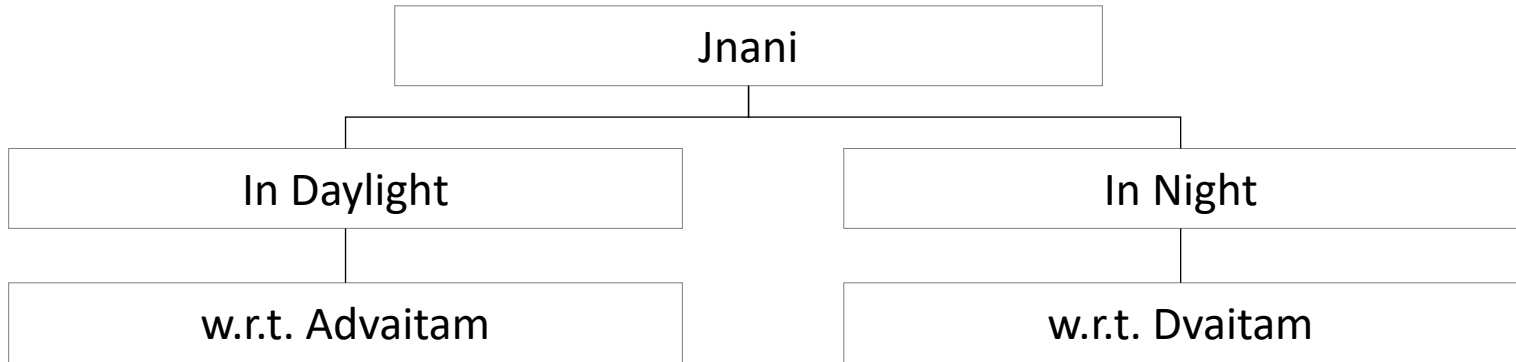 Jnani
In Daylight
In Night
w.r.t. Advaitam
w.r.t. Dvaitam